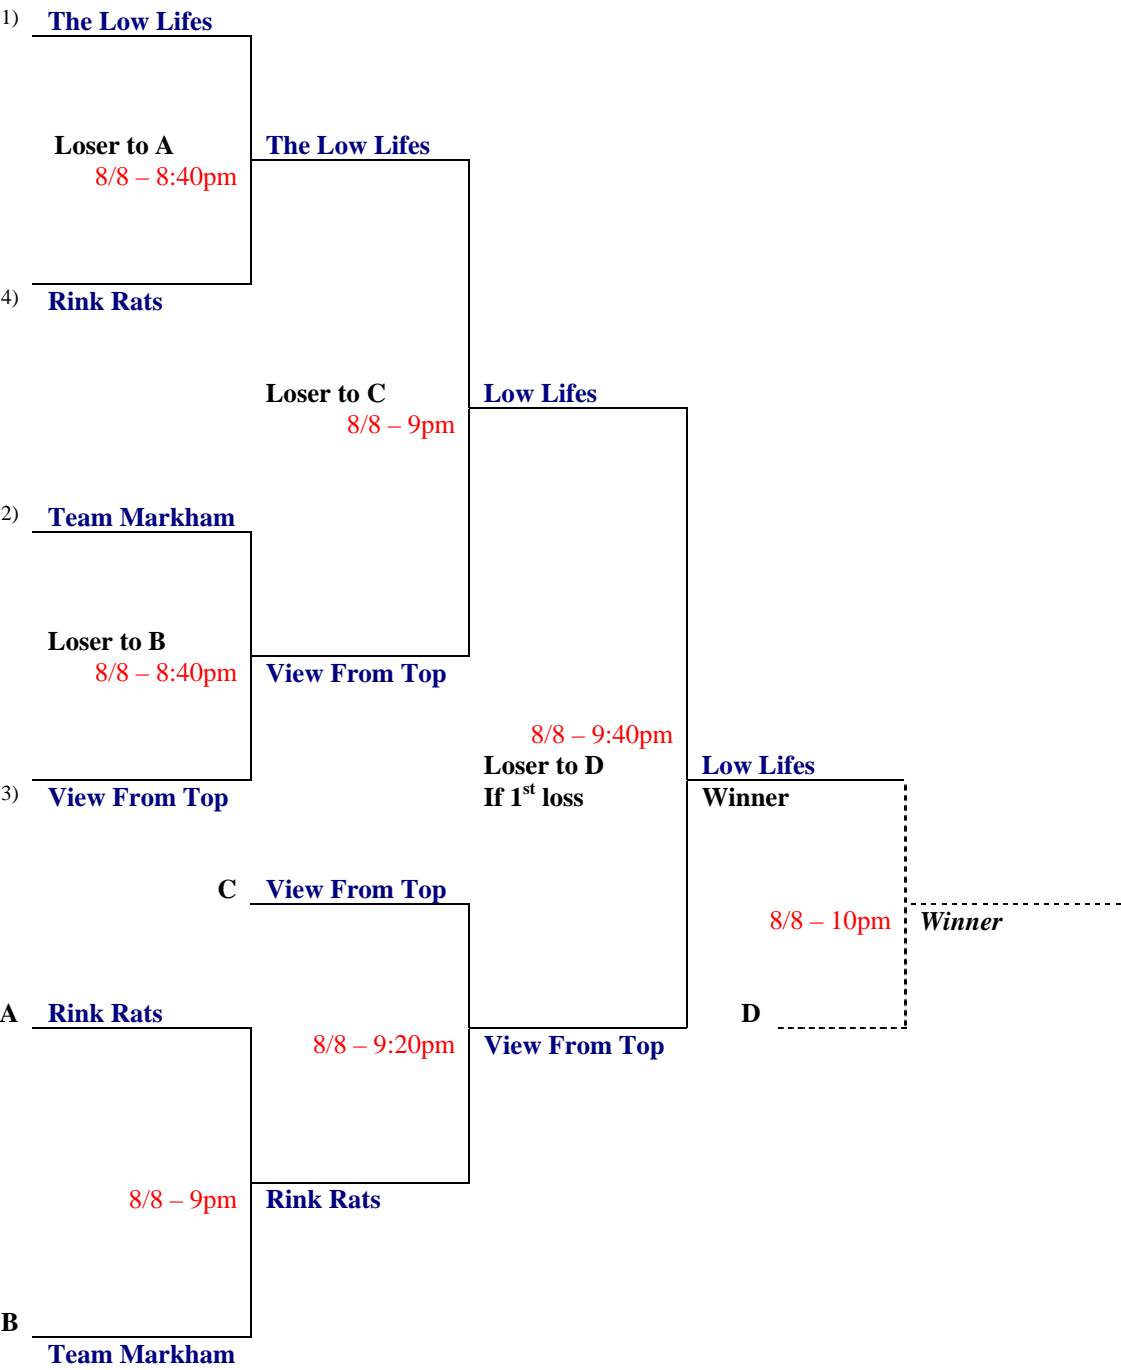 1) The Low Lifes
Loser to A The Low Lifes
8/8 – 8:40pm
4) Rink Rats
Loser to C Low Lifes
8/8 – 9pm
2) Team Markham
Loser to B
8/8 – 8:40pm View From Top
8/8 – 9:40pm
Loser to D Low Lifes
3) View From Top If 1st loss Winner
C View From Top
8/8 – 10pm Winner
A Rink Rats D
8/8 – 9:20pm View From Top
8/8 – 9pm Rink Rats
B
Team Markham